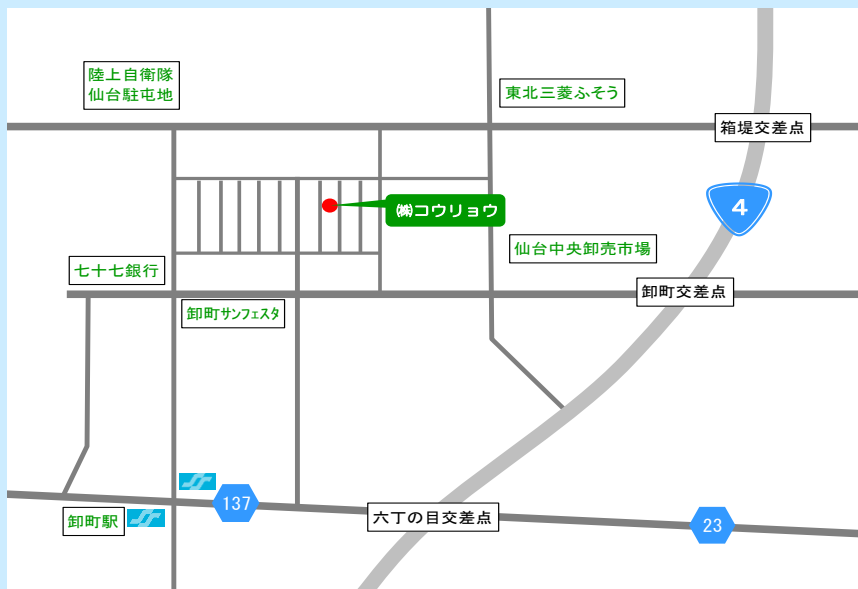 陸上自衛隊
仙台駐屯地
東北三菱ふそう
箱堤交差点
4
㈱コウリョウ
仙台中央卸売市場
七十七銀行
卸町交差点
卸町サンフェスタ
137
六丁の目交差点
卸町駅
23